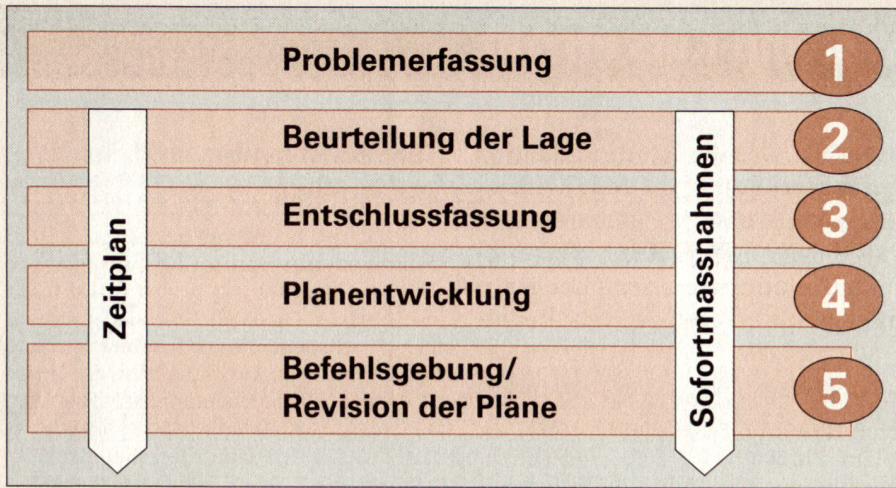 Problemerfassung 1
Beurteilung der Lage 2
Entschlussfassung 3
Planentwicklung 4
Befehlsgebung/
Revision der Pläne 5
Zeitplan
Sofortmassnahmen